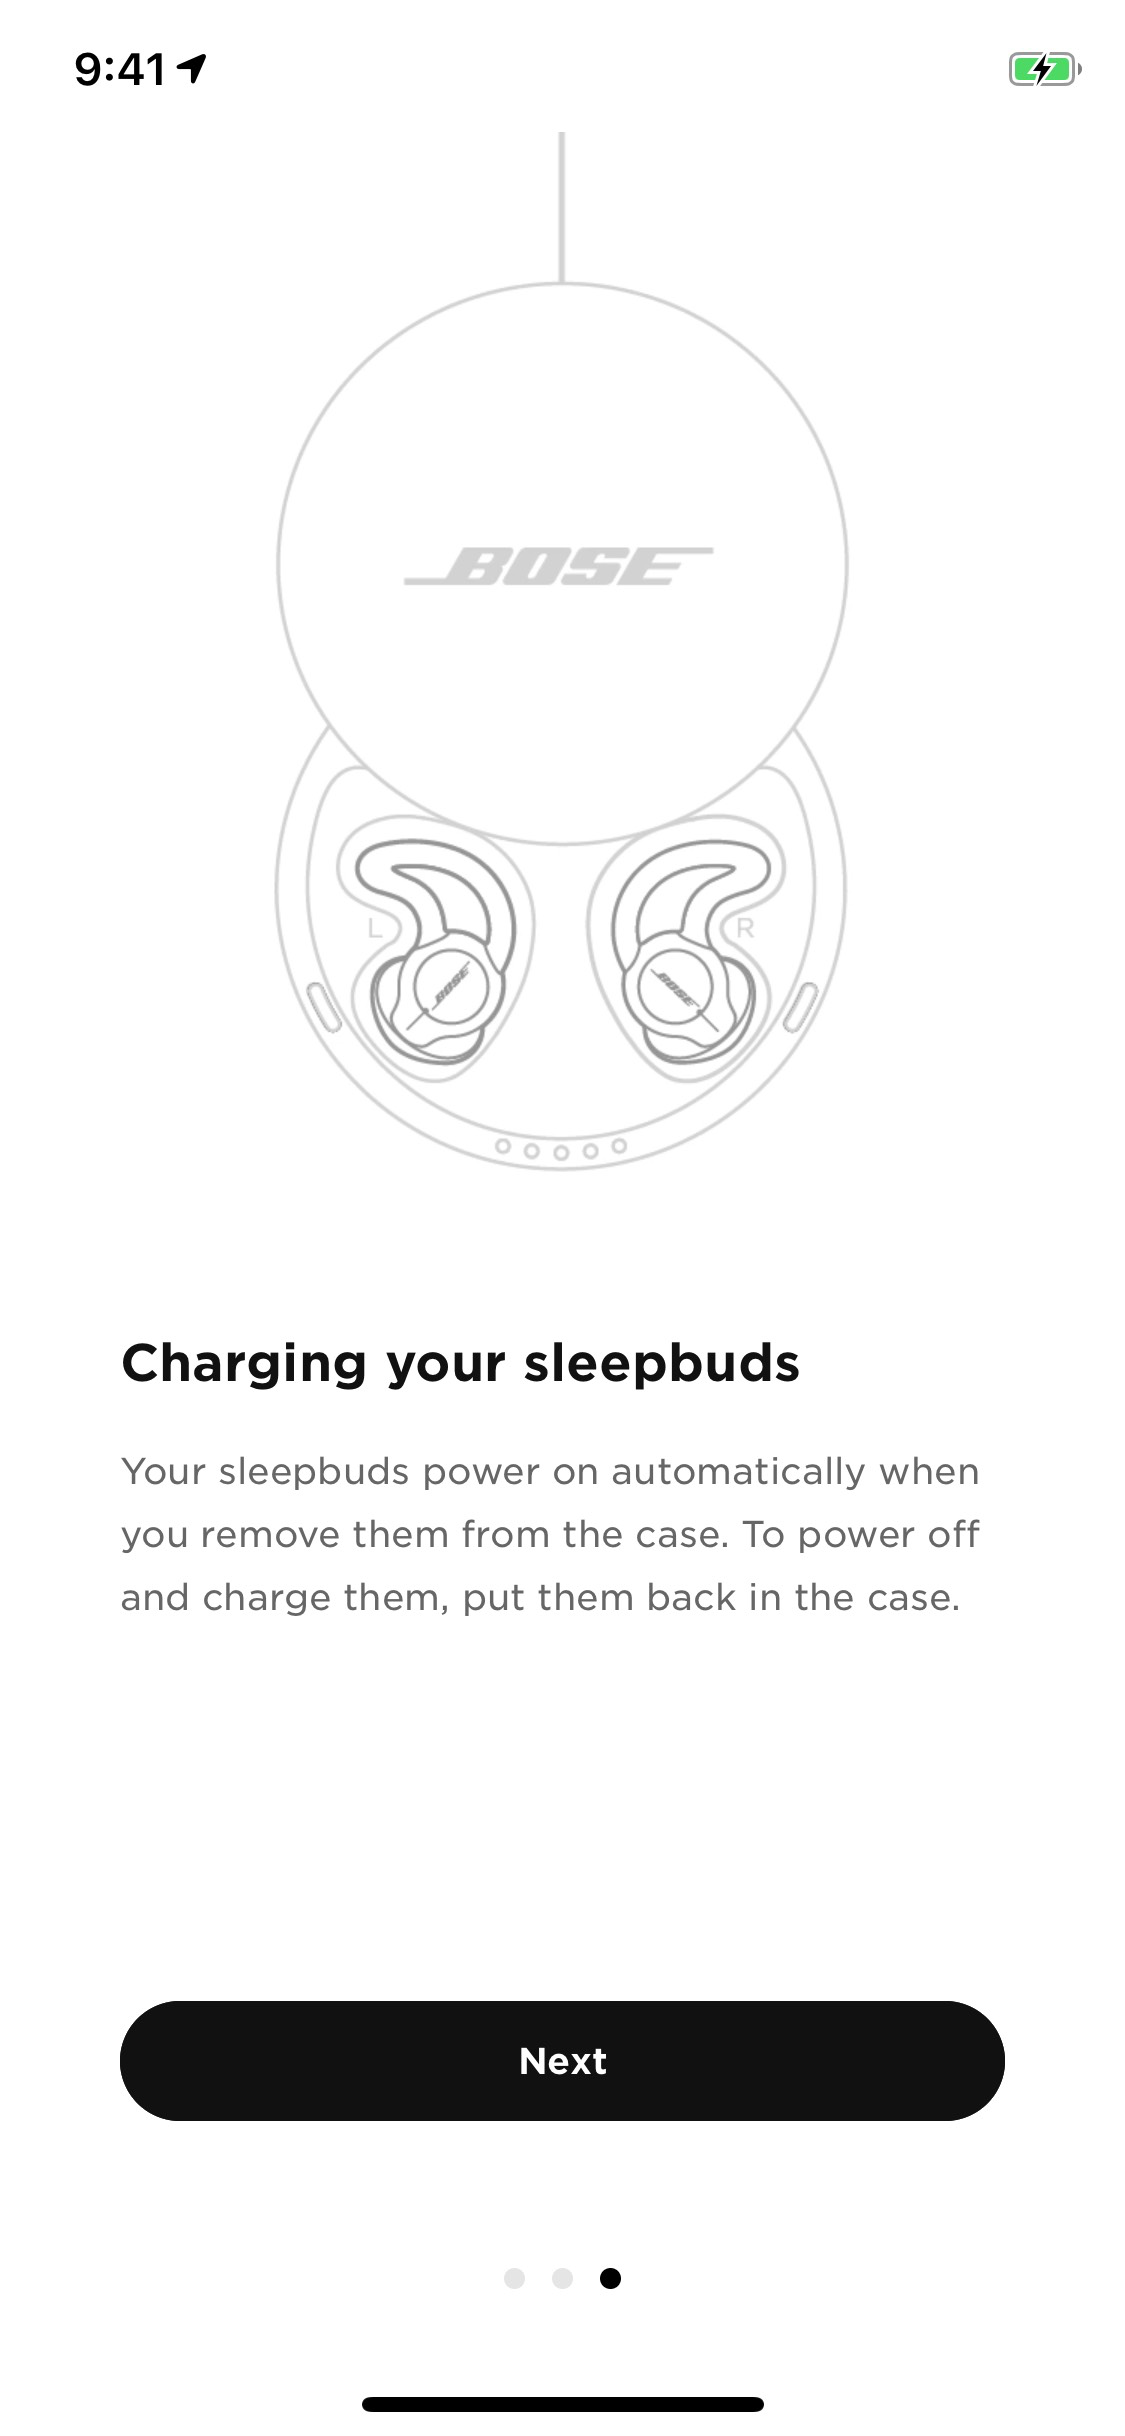 9:41
BOSE
L
R
BOSE
BOSE
Charging your sleepbuds
Your sleepbuds power on automatically when
you remove them from the case. To power off
and charge them, put them back in the case.
Next